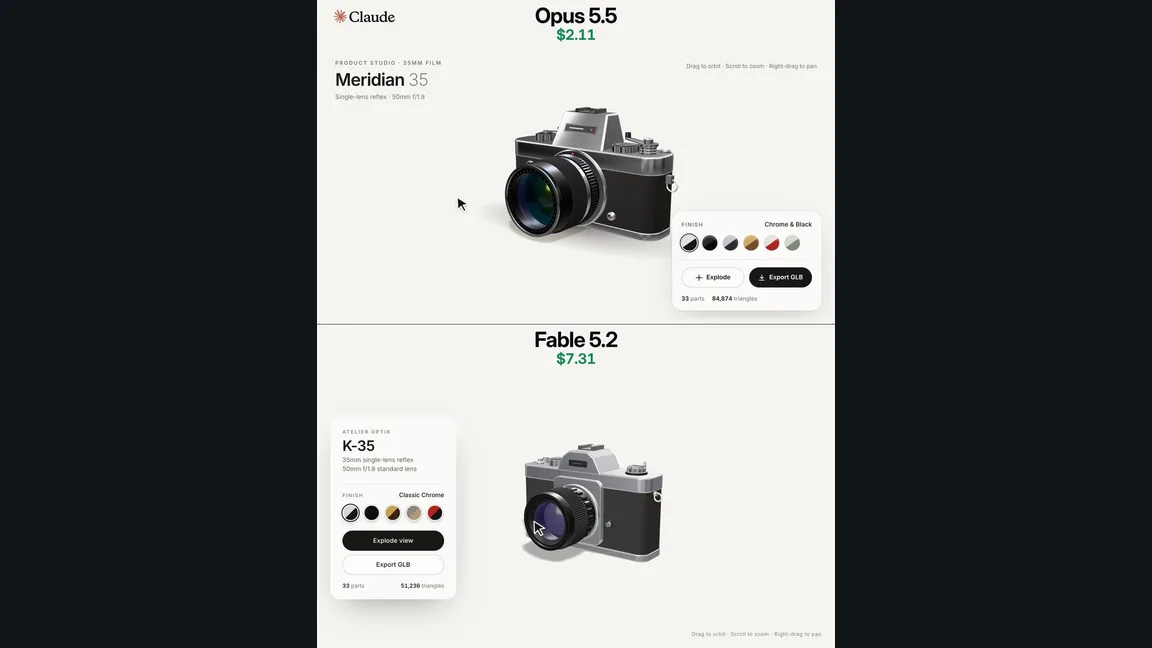 Claude
Opus 5.5
$2.11
PRODUCT STUDIO · 35MM FILM
Meridian 35
Single-lens reflex · 50mm f/1.8
Drag to orbit · Scroll to zoom · Right-drag to pan
FINISH
Chrome & Black
Explode
Export GLB
33 parts
84,874 triangles
Fable 5.2
$7.31
ATELIER OPTIK
K-35
35mm single-lens reflex
50mm f/1.8 standard lens
FINISH
Classic Chrome
Explode view
Export GLB
33 parts
51,236 triangles
Drag to orbit · Scroll to zoom · Right-drag to pan